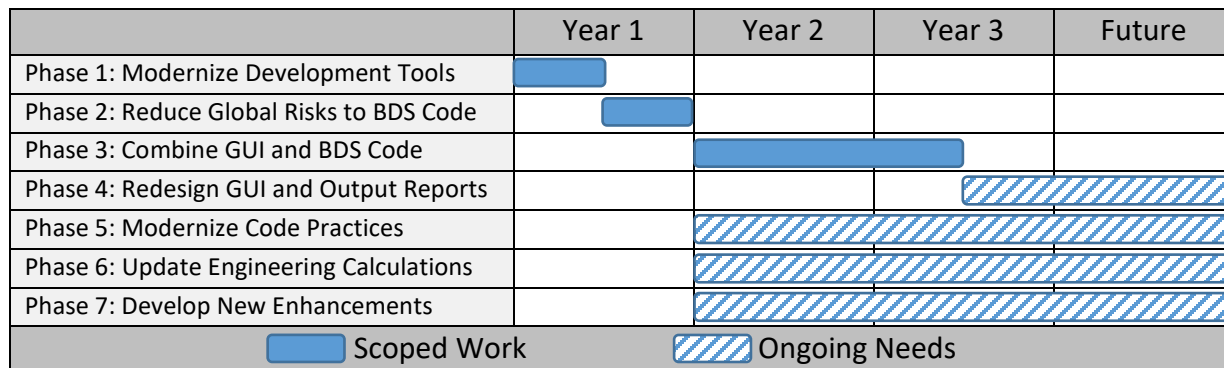 Year 1 Year 2 Year 3 Future
Phase 1: Modernize Development Tools
Phase 2: Reduce Global Risks to BDS Code
Phase 3: Combine GUI and BDS Code
Phase 4: Redesign GUI and Output Reports
Phase 5: Modernize Code Practices
Phase 6: Update Engineering Calculations
Phase 7: Develop New Enhancements
Scoped Work Ongoing Needs